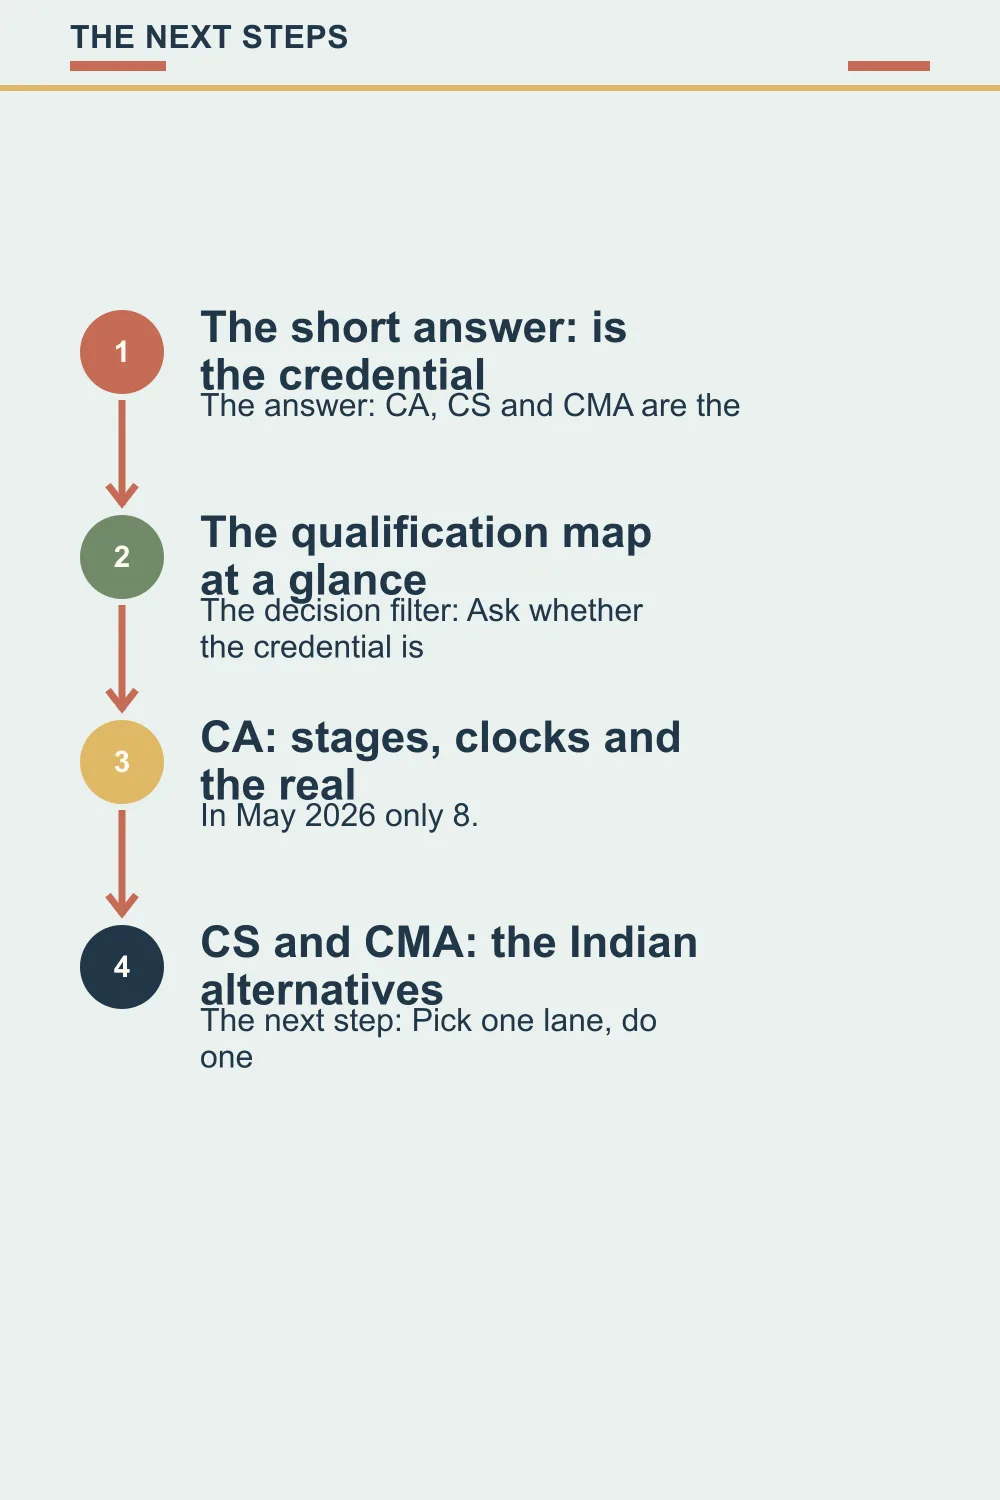 THE NEXT STEPS
1
The short answer: is
the credential
The answer: CA, CS and CMA are the
2
The qualification map
at a glance
The decision filter: Ask whether
the credential is
3
CA: stages, clocks and
the real
In May 2026 only 8.
4
CS and CMA: the Indian
alternatives
The next step: Pick one lane, do
one